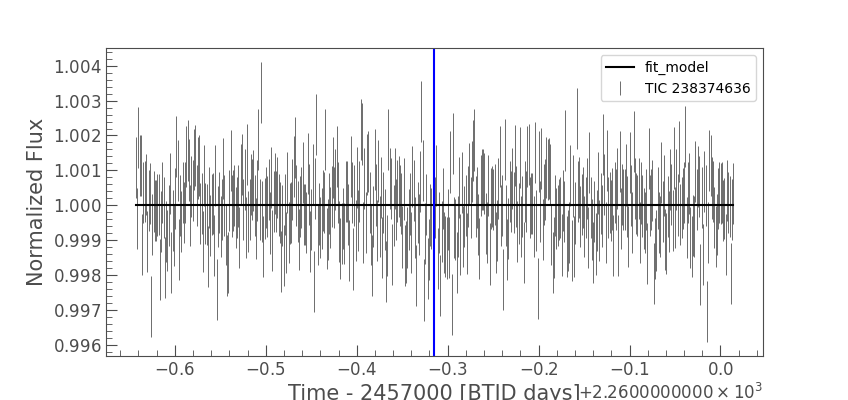 fit_model
TIC 238374636
1.004
1.003
1.002
1.001
1.000
0.999
0.998
0.997
0.996
Normalized Flux
−0.6 −0.5 −0.4 −0.3 −0.2 −0.1 0.0
Time - 2457000 [BTJD days]
+2.2600000000 × 10³